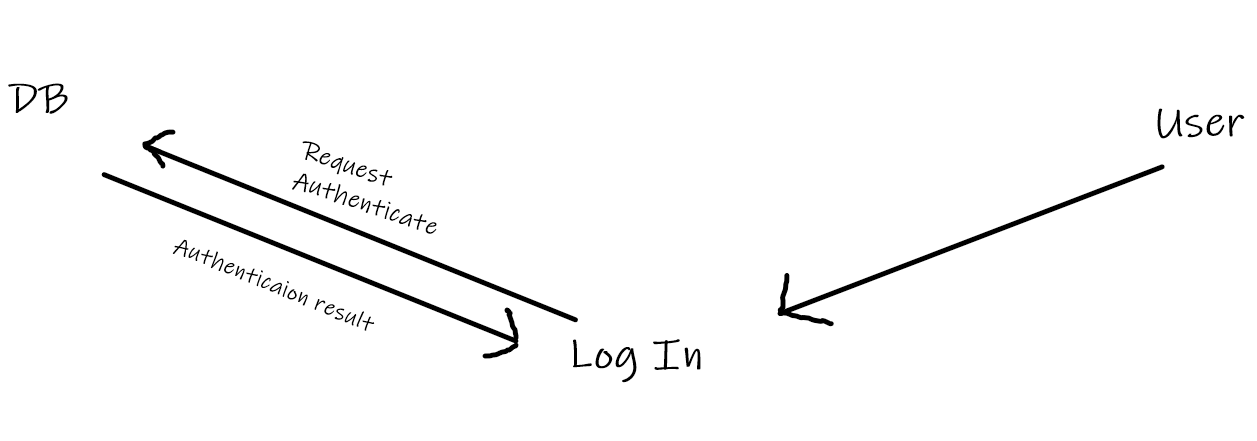 DB
User
Request
Authenticate
Authenticaion result
Log In